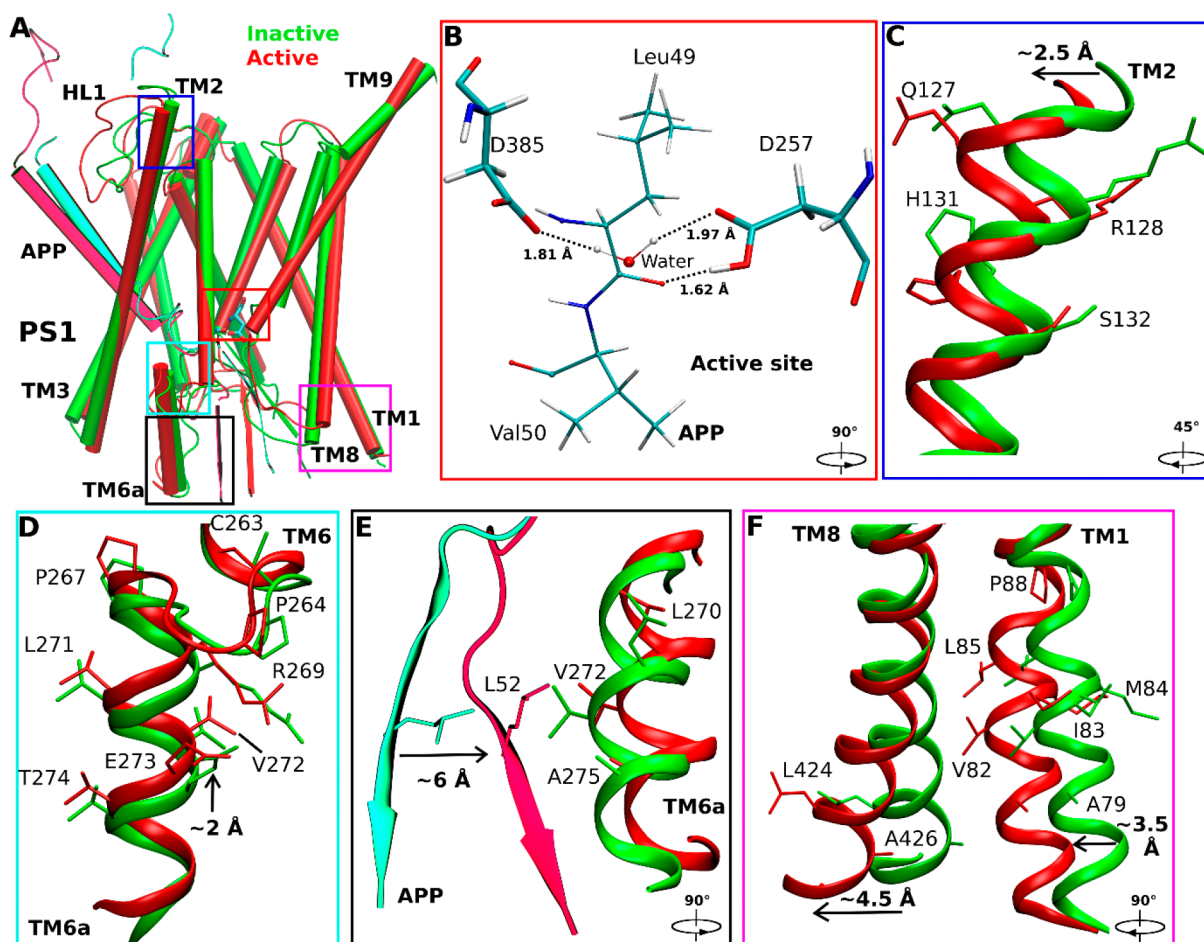 A
Inactive
Active
HL1
TM2
TM9
APP
PS1
TM3
TM1
TM8
TM6a
B
Leu49
D385
D257
1.97 Å
1.81 Å
Water
1.62 Å
Active site
Val50
APP
90°
C
~2.5 Å
TM2
Q127
H131
R128
S132
45°
D
C263
TM6
P267
P264
L271
R269
E273
V272
T274
~2 Å
TM6a
E
L270
L52
V272
~6 Å
A275
TM6a
APP
90°
F
TM8
TM1
P88
L85
M84
I83
V82
L424
A79
~3.5
Å
A426
~4.5 Å
90°